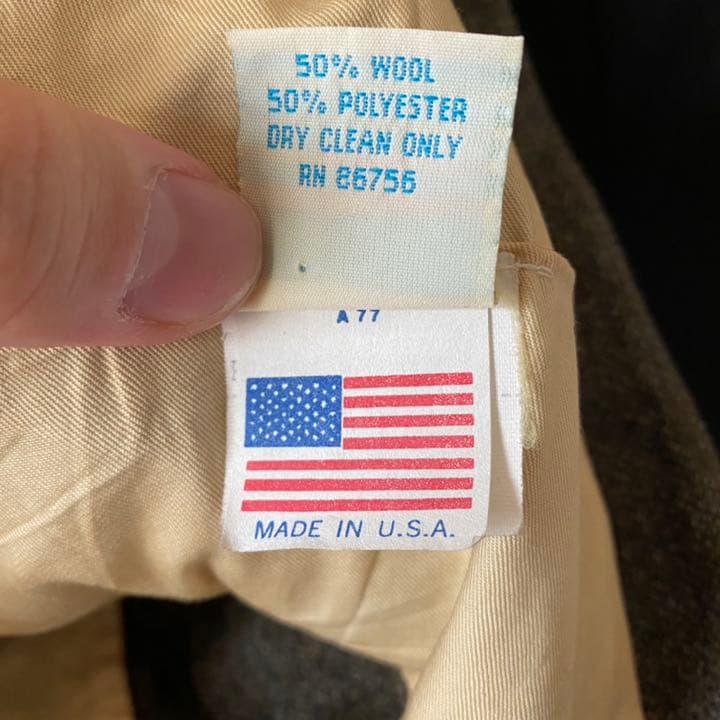 50% WOOL
50% POLYESTER
DRY CLEAN ONLY
RN 66756
A 77
MADE IN U.S.A.